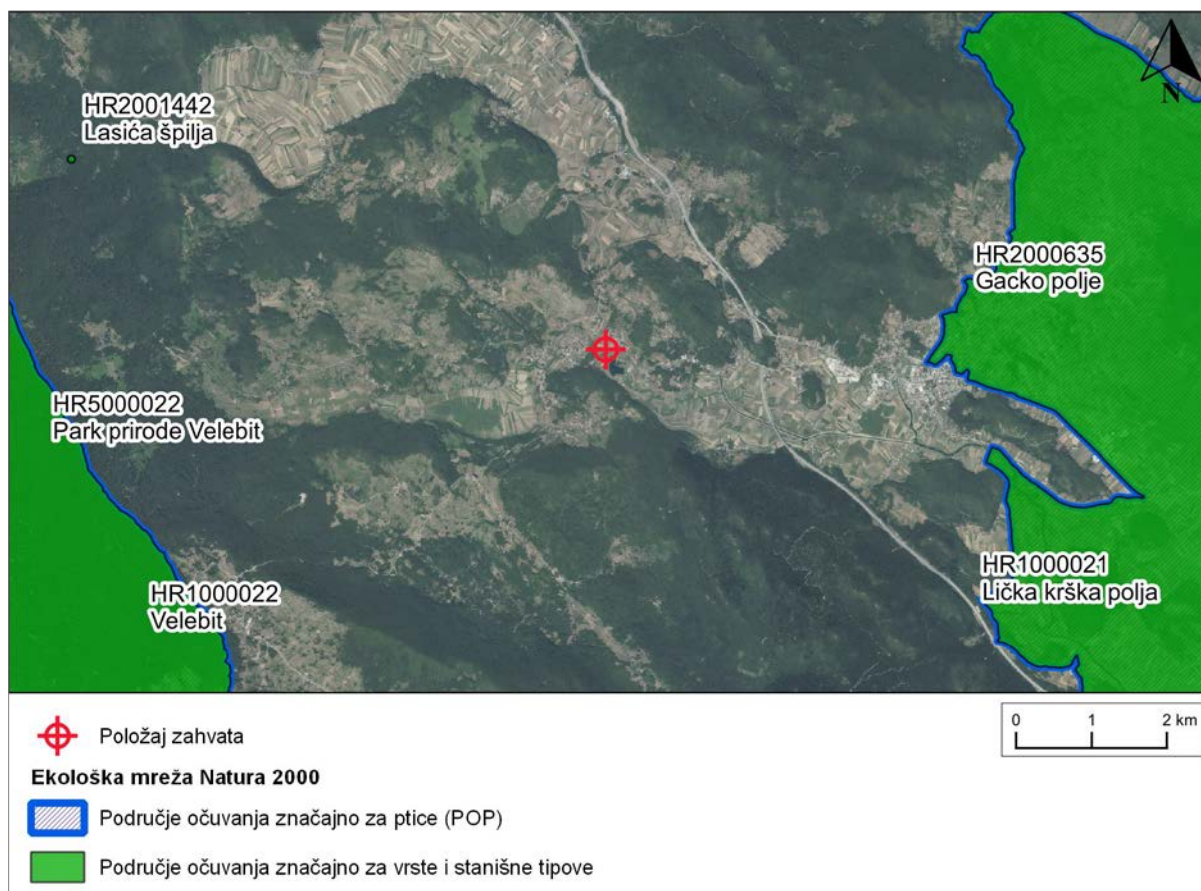 HR2001442
Lasića špilja
N
HR2000635
Gacko polje
HR5000022
Park prirode Velebit
HR1000022
Velebit
HR1000021
Lička krška polja
0 1 2 km
Položaj zahvata
Ekološka mreža Natura 2000
Područje očuvanja značajno za ptice (POP)
Područje očuvanja značajno za vrste i stanišne tipove